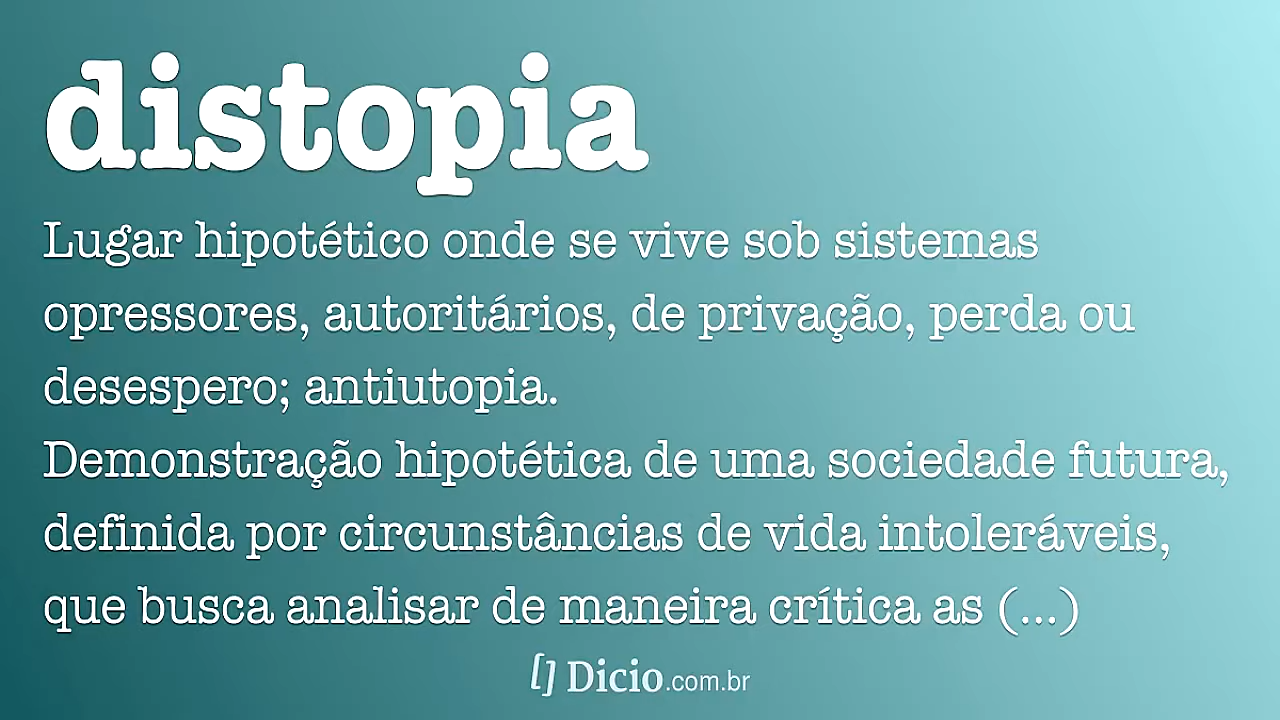 distopia
Lugar hipotético onde se vive sob sistemas
opressores, autoritários, de privação, perda ou
desespero; antiutopia.
Demonstração hipotética de uma sociedade futura,
definida por circunstâncias de vida intoleráveis,
que busca analisar de maneira crítica as (...)
[] Dicio.com.br